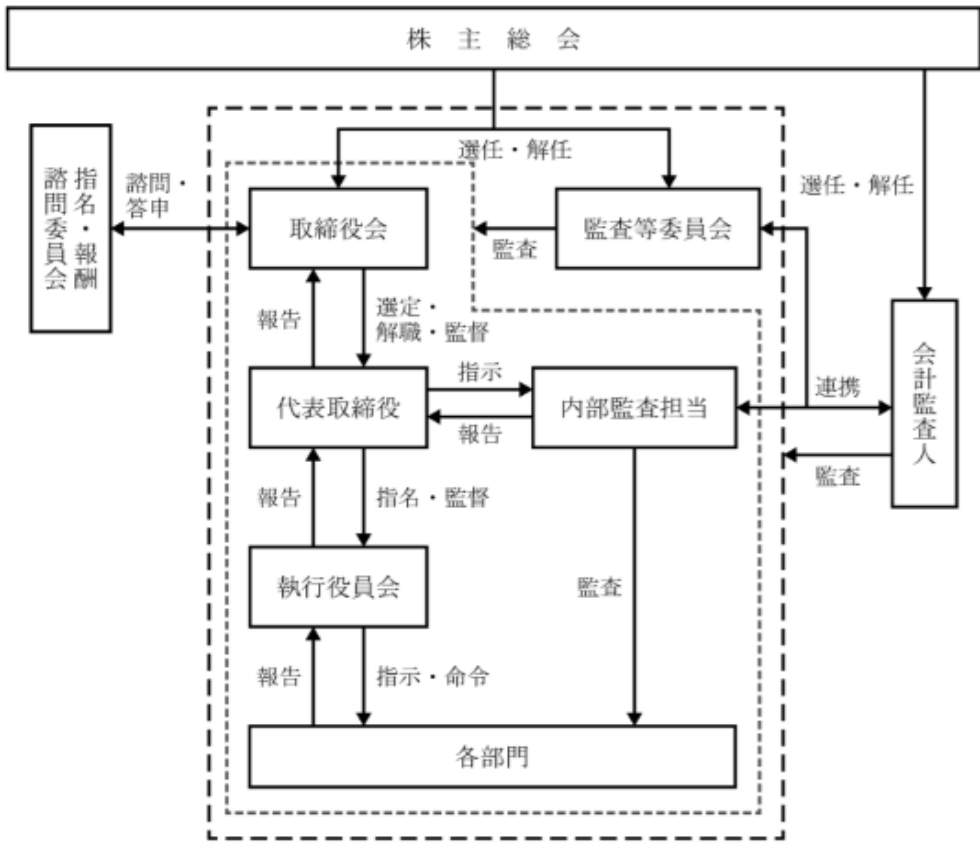 株主総会
選任・解任
選任・解任
指名・報酬
諮問委員会
諮問・
答申
取締役会
監査
監査等委員会
報告
選定・
解職・監督
指示
代表取締役
報告
内部監査担当
連携
会計監査人
監査
報告
指名・監督
執行役員会
監査
報告
指示・命令
各部門